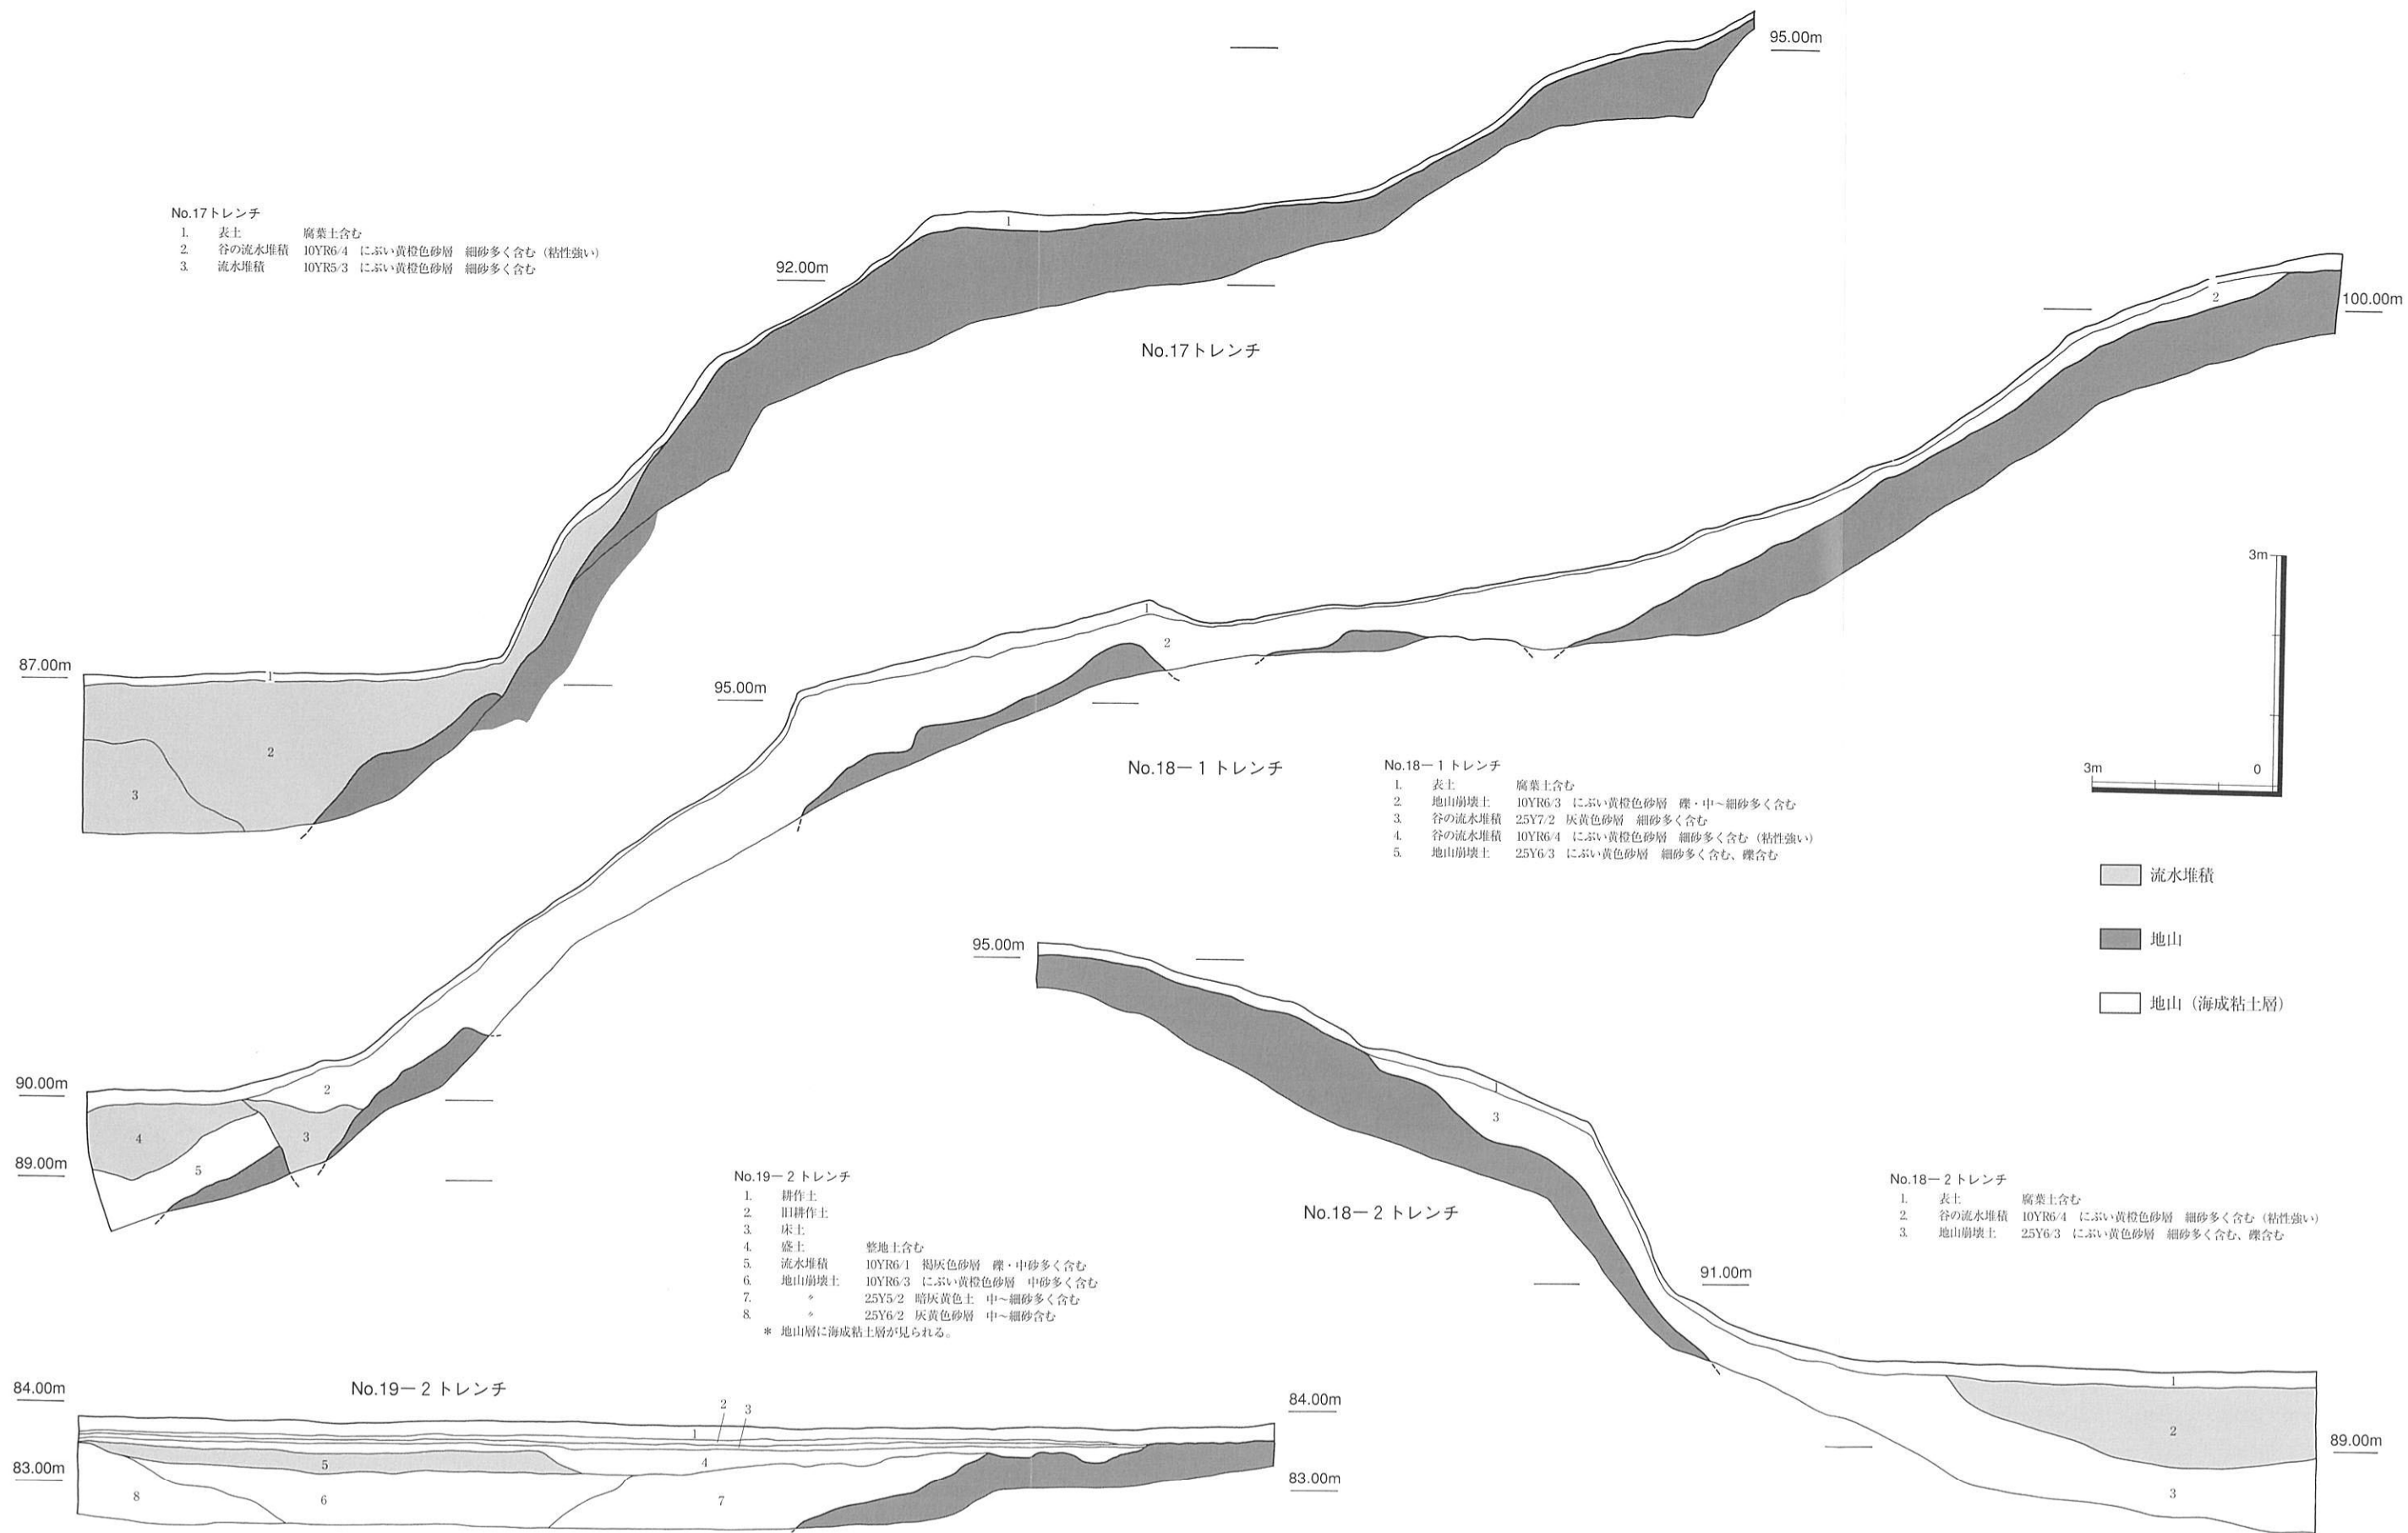 95.00m
No.17トレンチ
1. 表土 腐葉土含む
2. 谷の流水堆積 10YR6/4 にぶい黄橙色砂層 細砂多く含む（粘性強い）
3. 流水堆積 10YR5/3 にぶい黄橙色砂層 細砂多く含む
1
92.00m
No.17トレンチ
2
100.00m
87.00m
1
2
3
95.00m
1
2
No.18－1トレンチ
3m
3m
0
No.18－1トレンチ
1. 表土 腐葉土含む
2. 地山崩壊土 10YR6/3 にぶい黄橙色砂層 礫・中～細砂多く含む
3. 谷の流水堆積 25Y7/2 灰黄色砂層 細砂多く含む
4. 谷の流水堆積 10YR6/4 にぶい黄橙色砂層 細砂多く含む（粘性強い）
5. 地山崩壊土 25Y6/3 にぶい黄色砂層 細砂多く含む、礫含む
流水堆積
地山
地山（海成粘土層）
95.00m
90.00m
2
4
3
5
89.00m
1
3
No.18－2トレンチ
91.00m
No.18－2トレンチ
1. 表土 腐葉土含む
2. 谷の流水堆積 10YR6/4 にぶい黄橙色砂層 細砂多く含む（粘性強い）
3. 地山崩壊土 25Y6/3 にぶい黄色砂層 細砂多く含む、礫含む
1
2
3
89.00m
No.19－2トレンチ
1. 耕作土
2. 旧耕作土
3. 床土
4. 盛土 整地土含む
5. 流水堆積 10YR6/1 褐灰色砂層 礫・中砂多く含む
6. 地山崩壊土 10YR6/3 にぶい黄橙色砂層 中砂多く含む
7. 〃 25Y5/2 暗灰黄色土 中～細砂多く含む
8. 〃 25Y6/2 灰黄色砂層 中～細砂含む
＊ 地山層に海成粘土層が見られる。
No.19－2トレンチ
84.00m
84.00m
2
3
1
5
4
83.00m
83.00m
8
6
7